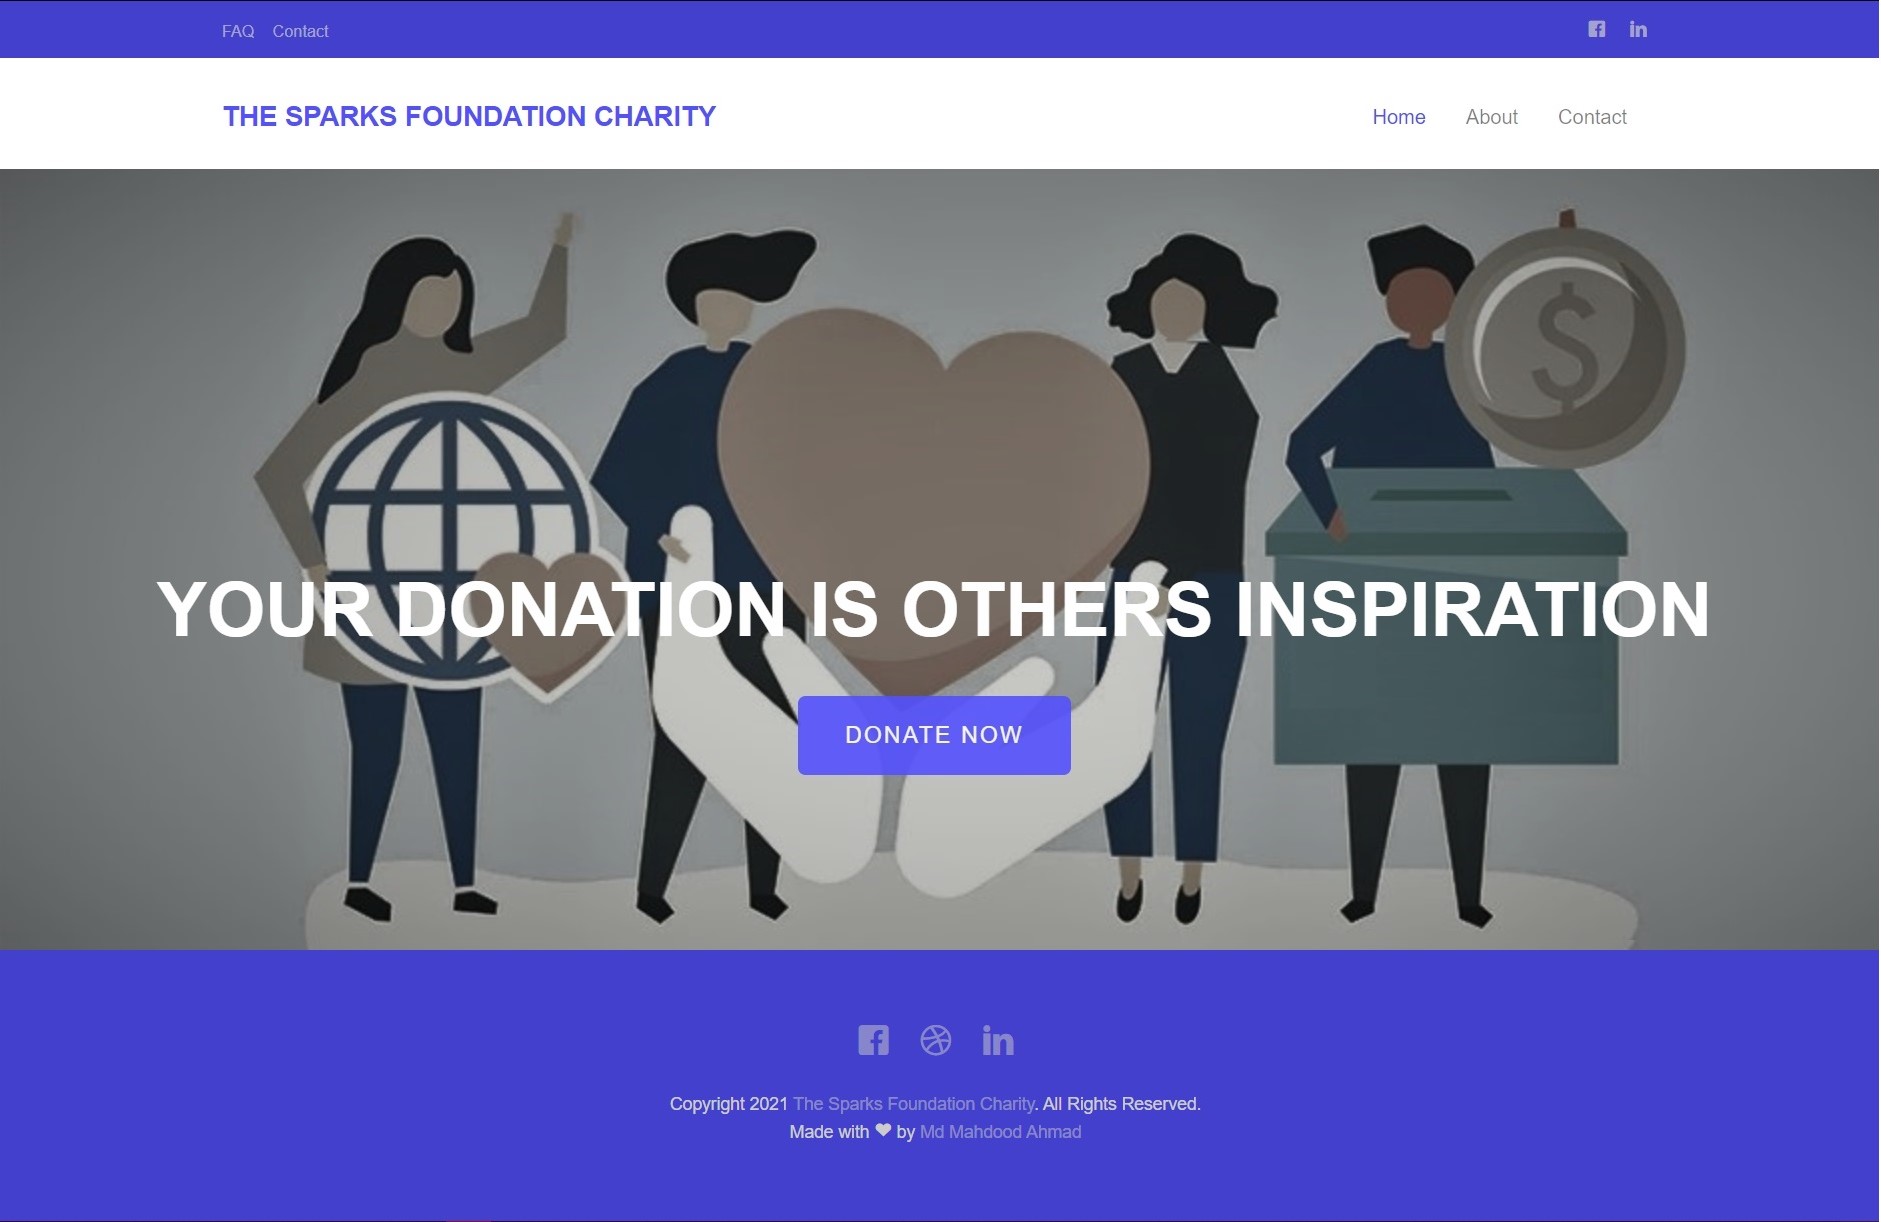 FAQ Contact
THE SPARKS FOUNDATION CHARITY
Home About Contact
$
YOUR DONATION IS OTHERS INSPIRATION
DONATE NOW
Copyright 2021 The Sparks Foundation Charity. All Rights Reserved.
Made with ❤ by Md Mahdood Ahmad